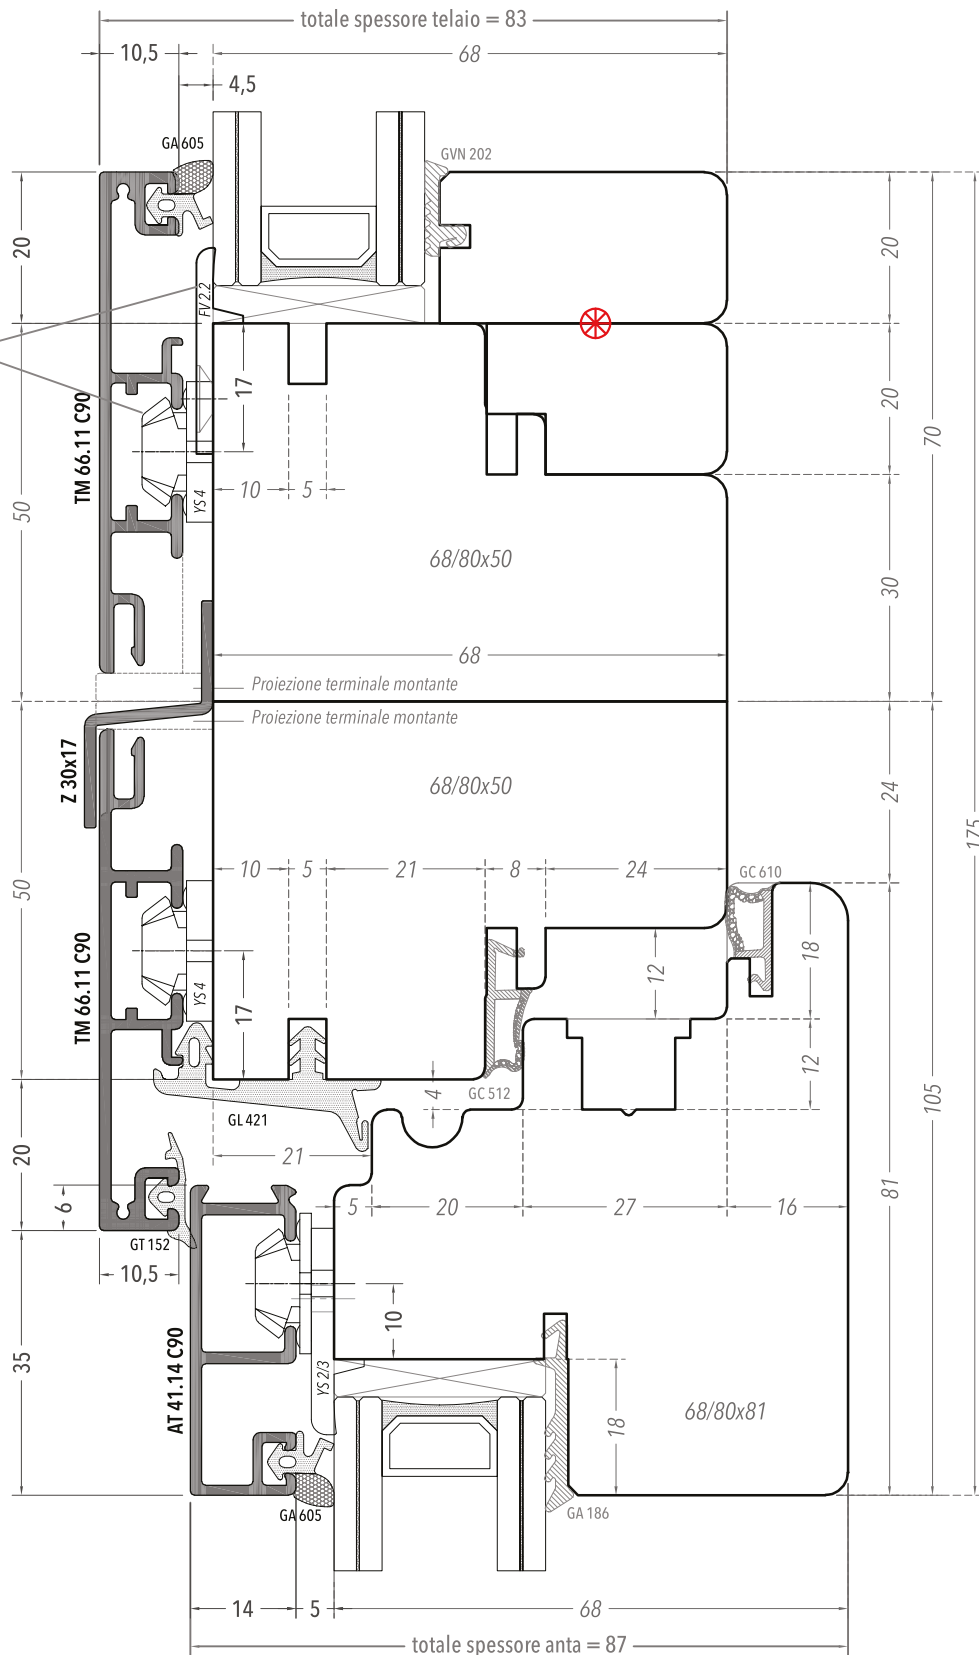 totale spessore telaio = 83
10,5
68
4,5
GA 605
GVN 202
20
20
FV 2.2
17
TM 66.11 C90
20
70
10
5
YS 4
50
68/80x50
30
68
Proiezione terminale montante
Proiezione terminale montante
Z 30x17
68/80x50
24
175
10
5
21
8
24
GC 610
50
TM 66.11 C90
YS 4
17
12
18
12
4
GC 512
GL 421
105
20
21
6
5
20
27
16
81
GT 152
10,5
10
35
AT 41.14 C90
YS 2/3
18
68/80x81
GA 605
GA 186
14
5
68
totale spessore anta = 87